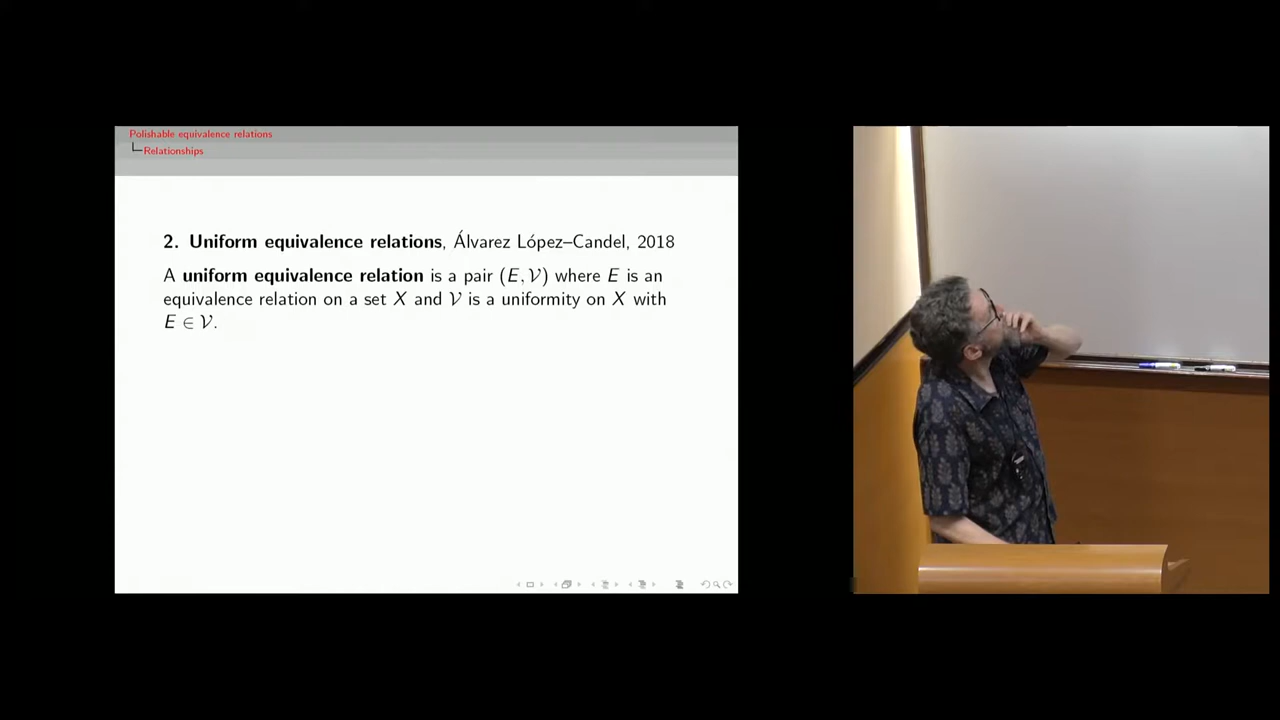 Polishable equivalence relations
Relationships
2. Uniform equivalence relations, Álvarez López–Candel, 2018
A uniform equivalence relation is a pair (E, 𝒱) where E is an
equivalence relation on a set X and 𝒱 is a uniformity on X with
E ∈ 𝒱.